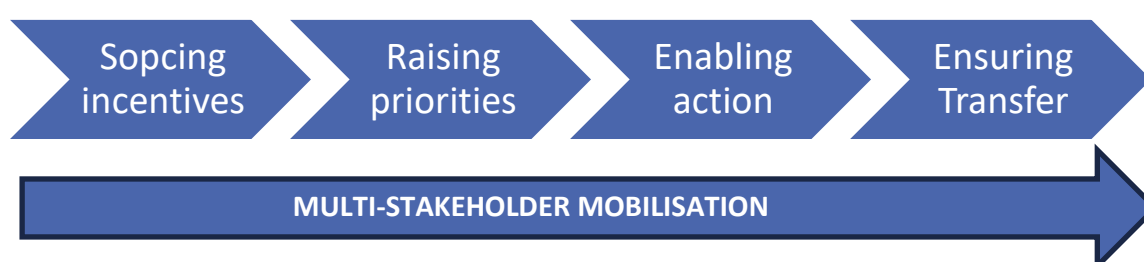 Sopcing
incentives
Raising
priorities
Enabling
action
Ensuring
Transfer
MULTI-STAKEHOLDER MOBILISATION